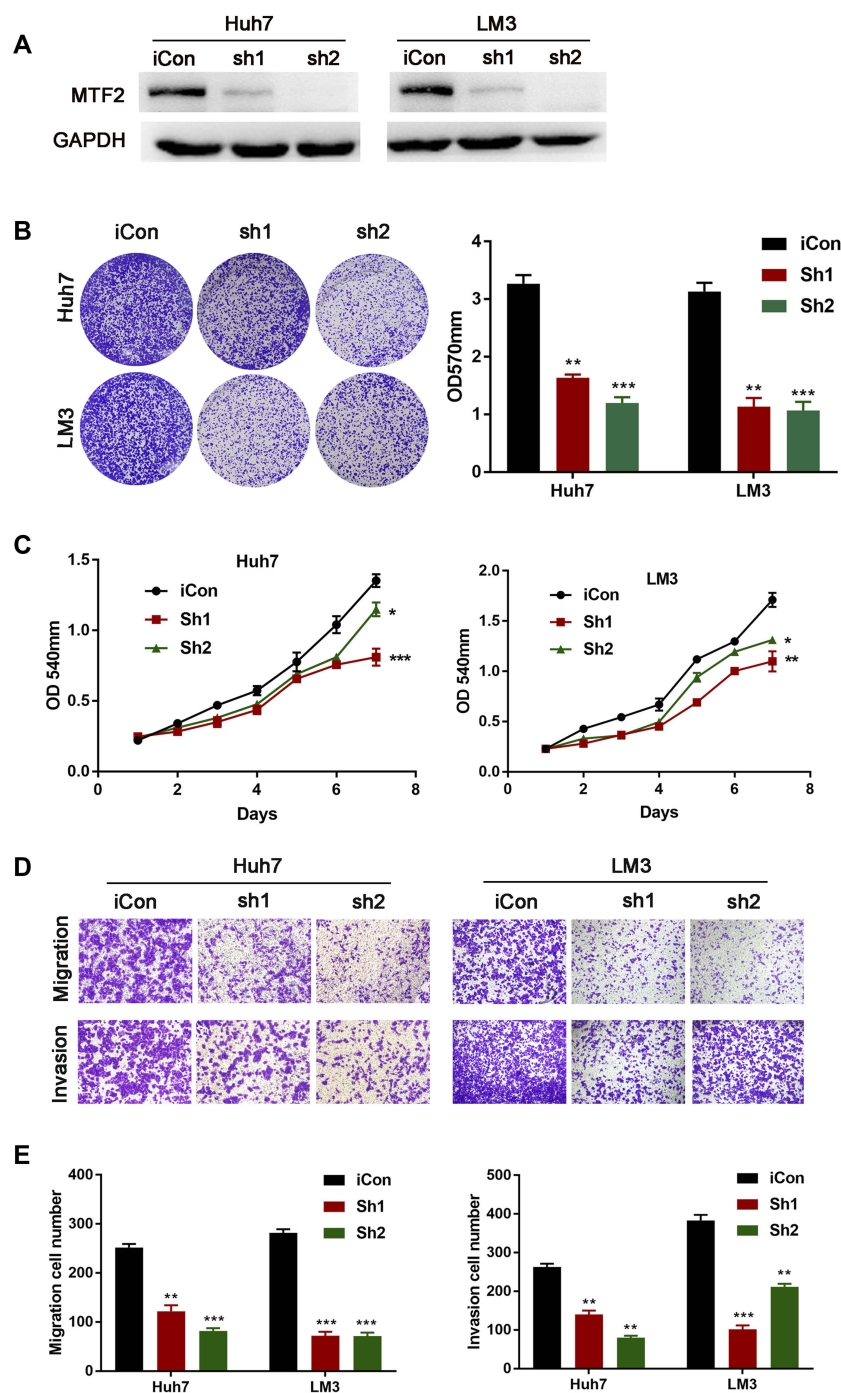 A
Huh7 LM3
iCon sh1 sh2 iCon sh1 sh2
MTF2
GAPDH
B
iCon sh1 sh2
Huh7
LM3
OD570mm
4
3
2
1
0
** *** ** ***
Huh7 LM3
iCon
Sh1
Sh2
C
Huh7
OD 540mm
1.5
1.0
0.5
0.0
iCon
Sh1
Sh2
*
***
0 2 4 6 8
Days
LM3
OD 540mm
2.0
1.5
1.0
0.5
0.0
iCon
Sh1
Sh2
*
**
0 2 4 6 8
Days
D
Huh7 LM3
iCon sh1 sh2 iCon sh1 sh2
Migration
Invasion
E
Migration cell number
400
300
200
100
0
** *** *** ***
Huh7 LM3
iCon
Sh1
Sh2
Invasion cell number
500
400
300
200
100
0
** ** *** **
Huh7 LM3
iCon
Sh1
Sh2